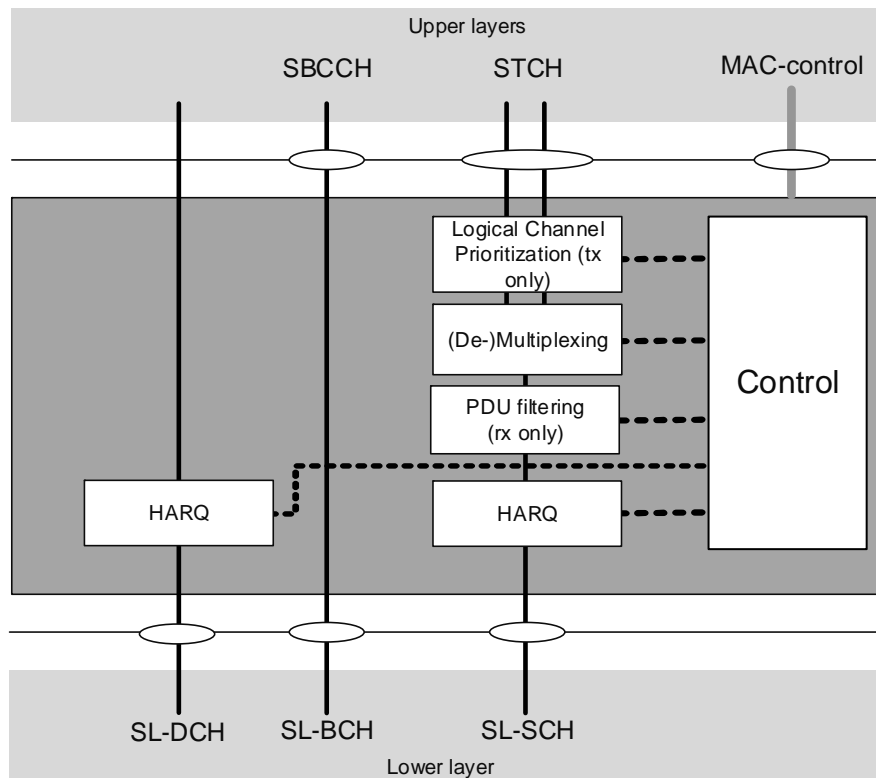 Upper layers
SBCCH
STCH
MAC-control
Logical Channel
Prioritization (tx
only)
(De-)Multiplexing
Control
PDU filtering
(rx only)
HARQ
HARQ
SL-DCH
SL-BCH
SL-SCH
Lower layer